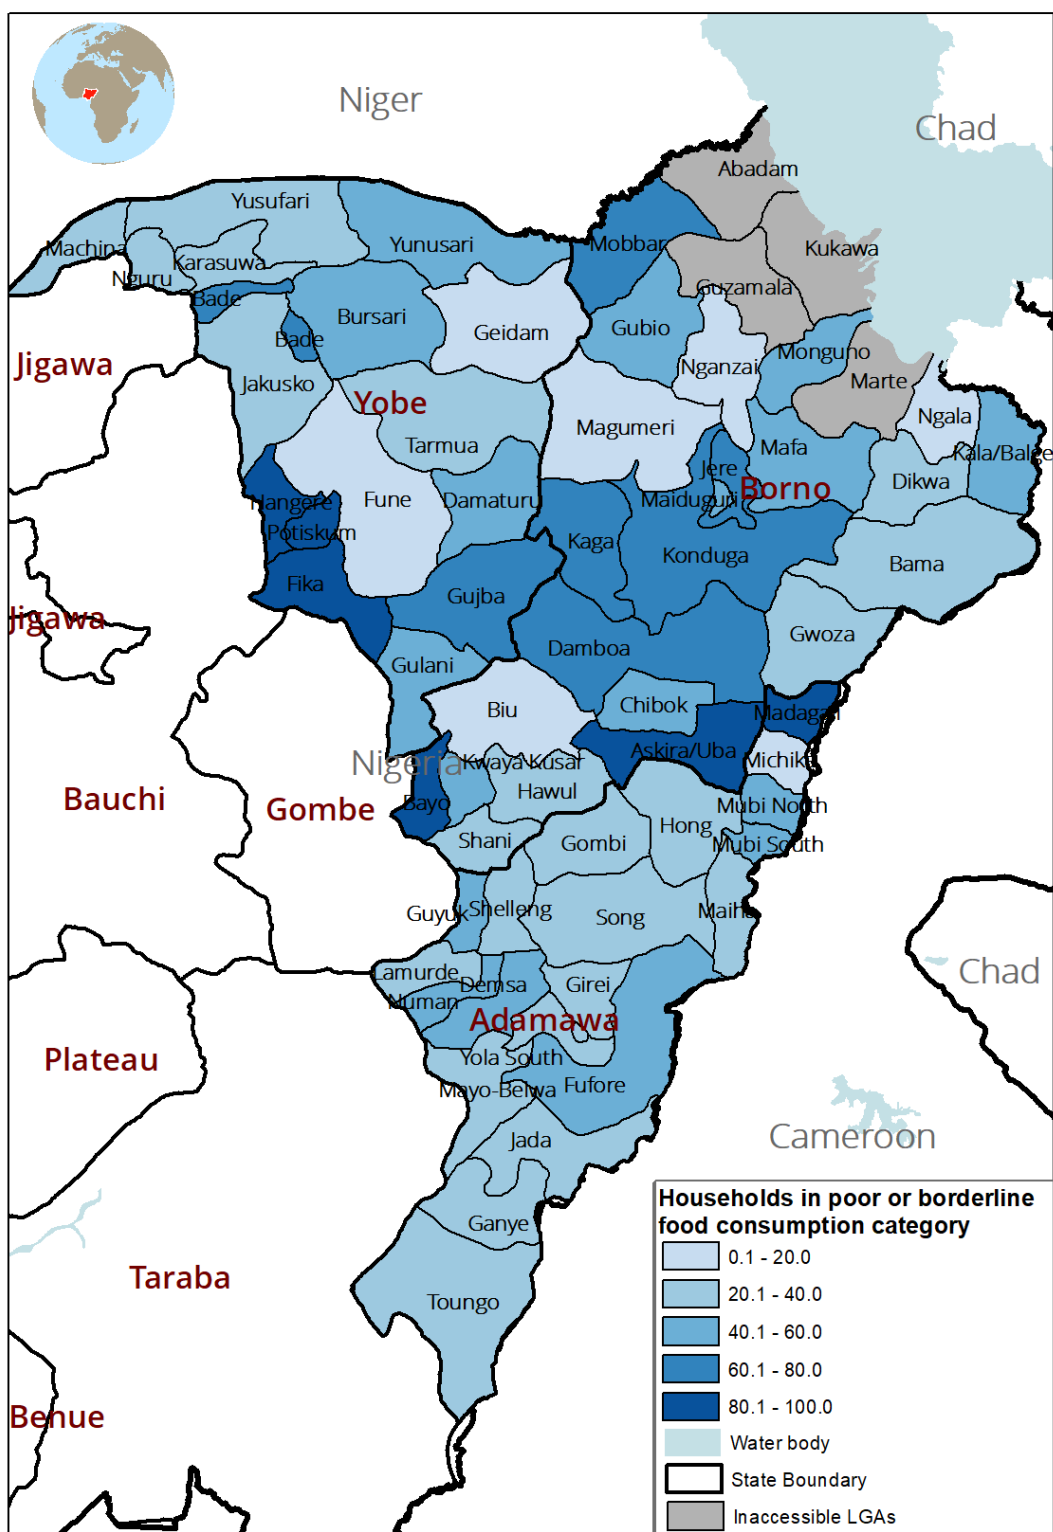 Niger
Chad
Abadam
Yusufari
Machina
Yunusari
Mobbar
Kukawa
Karasuwa
Nguru
Bade
Guzamala
Bursari
Geidam
Gubio
Bade
Monguno
Jigawa
Nganzai
Marte
Jakusko
Yobe
Ngala
Magumeri
Tarmua
Mafa
Kala/Balge
Jere
Dikwa
Borno
Nangere
Fune
Damaturu
Maiduguri
Potiskum
Kaga
Konduga
Bama
Fika
Gujba
Jigawa
Gwoza
Damboa
Gulani
Chibok
Biu
Madagali
Askira/Uba
Nigeria
Kwaya Kusar
Michika
Bauchi
Gombe
Bayo
Hawul
Mubi North
Hong
Shani
Gombi
Mubi South
Guyuk
Shelleng
Song
Maiha
Lamurde
Demsa
Girei
Chad
Numan
Adamawa
Plateau
Yola South
Mayo-Belwa
Fufore
Jada
Cameroon
Ganye
Taraba
Toungo
Benue
Households in poor or borderline
food consumption category
0.1 - 20.0
20.1 - 40.0
40.1 - 60.0
60.1 - 80.0
80.1 - 100.0
Water body
State Boundary
Inaccessible LGAs